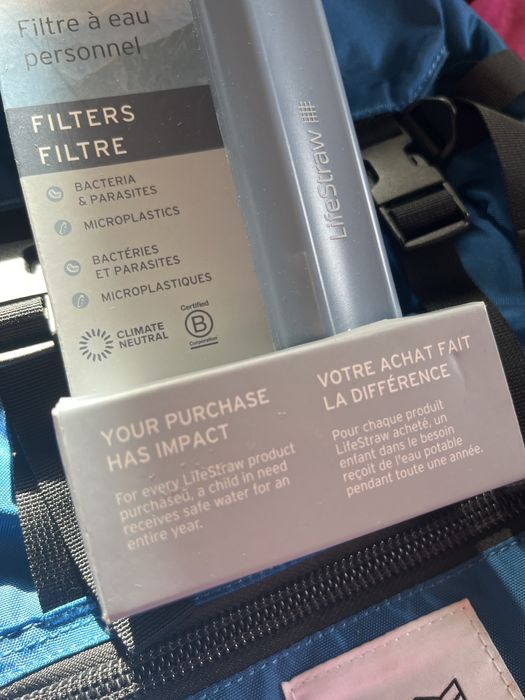 Filtre à eau
personnel
FILTERS
FILTRE
BACTERIA
& PARASITES
MICROPLASTICS
BACTÉRIES
ET PARASITES
MICROPLASTIQUES
CLIMATE
NEUTRAL
Certified
B
Corporation
LifeStraw
YOUR PURCHASE
HAS IMPACT
For every LifeStraw product
purchased, a child in need
receives safe water for an
entire year.
VOTRE ACHAT FAIT
LA DIFFÉRENCE
Pour chaque produit
LifeStraw acheté, un
enfant dans le besoin
reçoit de l'eau potable
pendant toute une année.